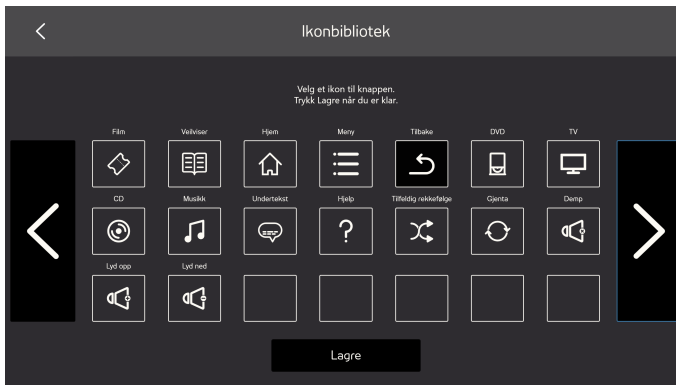 Ikonbibliotek
Velg et ikon til knappen.
Trykk Lagre når du er klar.
Film Veilviser Hjem Meny Tilbake DVD TV
CD Musikk Undertekst Hjelp Tilfeldig rekkefølge Gjenta Demp
Lyd opp Lyd ned
Lagre